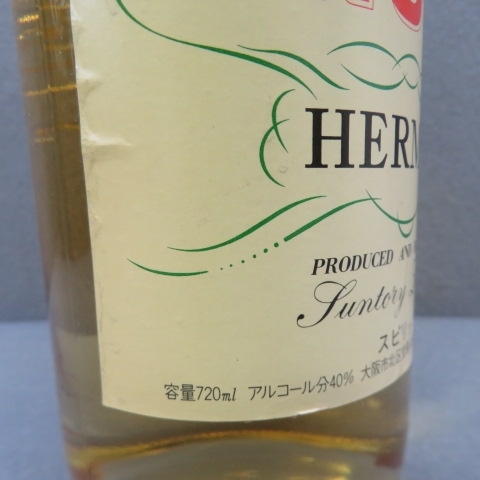 HERM
PRODUCED AND
Suntory
スピリ
容量720ml アルコール分40% 大阪市北区